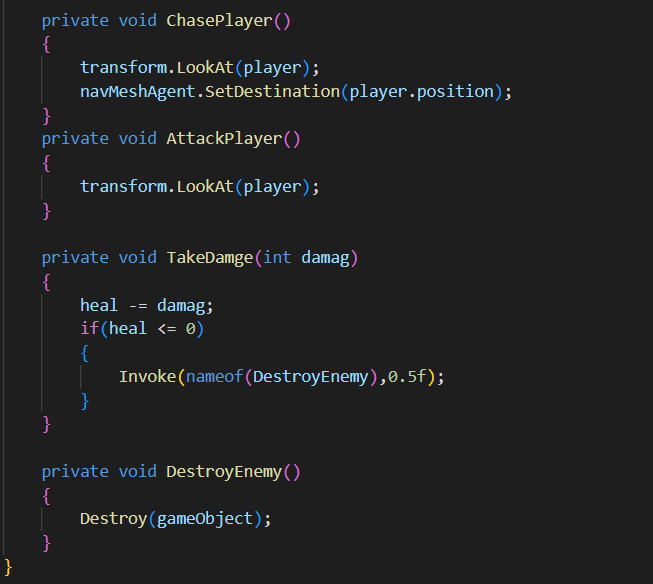 private void ChasePlayer()
{
transform.LookAt(player);
navMeshAgent.SetDestination(player.position);
}
private void AttackPlayer()
{
transform.LookAt(player);
}
private void TakeDamge(int damag)
{
heal -= damag;
if(heal <= 0)
{
Invoke(nameof(DestroyEnemy),0.5f);
}
}
private void DestroyEnemy()
{
Destroy(gameObject);
}
}